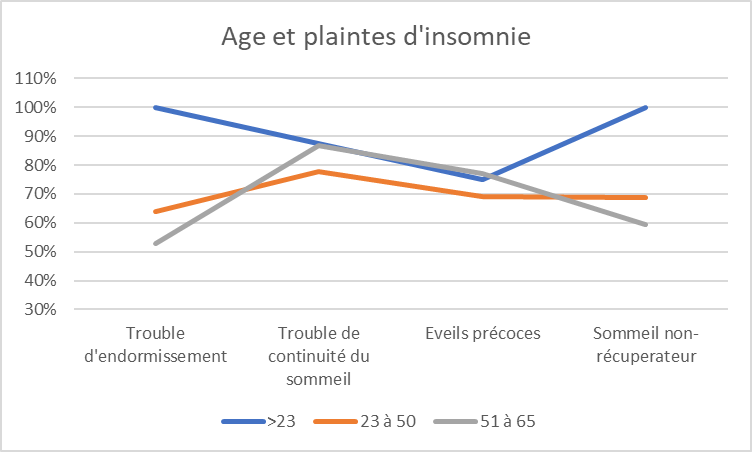 Age et plaintes d'insomnie
110%
100%
90%
80%
70%
60%
50%
40%
30%
Trouble
d'endormissement
Trouble de
continuité du
sommeil
Eveils précoces
Sommeil non-
récuperateur
>23
23 à 50
51 à 65